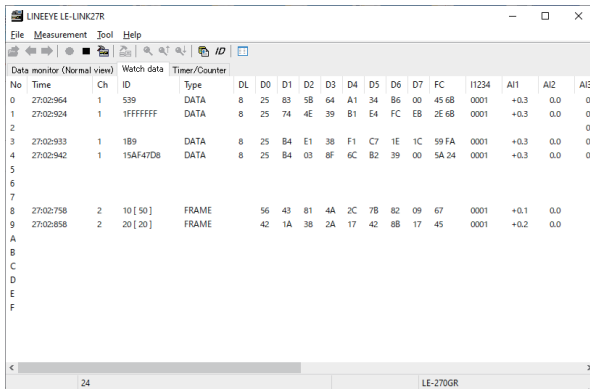 LINEEYE LE-LINK27R
File Measurement Tool Help
ID
Data monitor (Normal view) Watch data Timer/Counter
No Time Ch ID Type DL D0 D1 D2 D3 D4 D5 D6 D7 FC I1234 AI1 AI2 AI3
0 27:02:964 1 539 DATA 8 25 83 5B 64 A1 34 B6 00 45 6B 0001 +0.3 0.0 0
1 27:02:924 1 1FFFFFFF DATA 8 25 74 4E 39 B1 E4 FC EB 2E 6B 0001 +0.3 0.0 0
2 0
3 27:02:933 1 1B9 DATA 8 25 B4 E1 38 F1 C7 1E 1C 59 FA 0001 +0.3 0.0 0
4 27:02:942 1 15AF47D8 DATA 8 25 B4 03 8F 6C B2 39 00 5A 24 0001 +0.3 0.0 0
5
6
7
8 27:02:758 2 10 [ 50 ] FRAME 56 43 81 4A 2C 7B 82 09 67 0001 +0.1 0.0 0
9 27:02:858 2 20 [ 20 ] FRAME 42 1A 38 2A 17 42 8B 17 45 0001 +0.2 0.0 0
A
B
C
D
E
F
24 LE-270GR